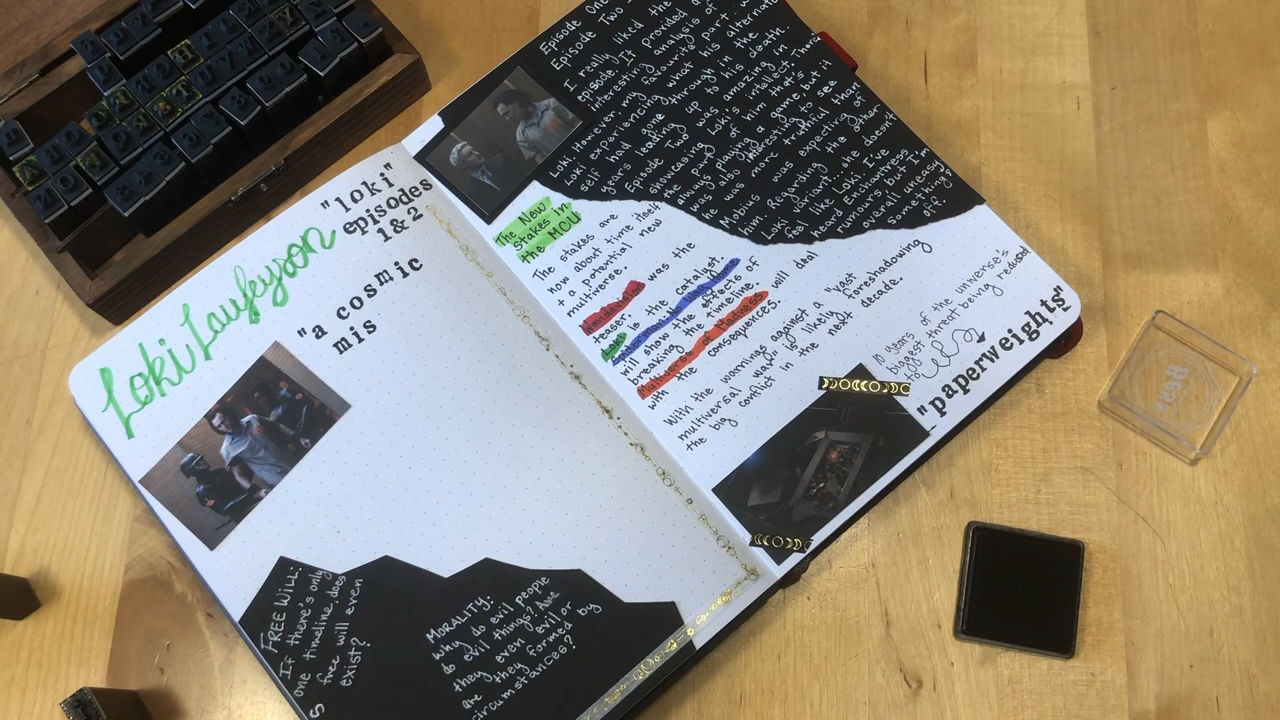 Loki Laufeyson
"loki"
episodes
1&2
"a cosmic
mis
FREE WILL:
If there's only
one timeline does
free will even
exist?
MORALITY:
Why do evil people
do evil things? Are
they even evil or
are they formed by
circumstances?
Episode One
Episode Two
I really liked the
episode. It provided a
interesting analysis of
Loki. However, my favourite part w
Loki experiencing what his alternate
self had gone through in the
years leading up to his death.
Episode Two was amazing in
showcasing Loki's intellect. There
the party of him that's
always playing a game, but it
was also interesting to see
he was more truthful than
Mobius was expecting of
him. Regarding the other
variant... she doesn't
feel like Loki. I've
heard Enchantress
rumours, but I'm
overall uneasy.
Something's
off.
The New
Stakes in
the MCU
The stakes are
now about time itself
+ a potential new
multiverse.
WandaVision was the
teaser.
Loki is the catalyst.
Spiderman: No Way Home
will show the effects of
breaking the timeline.
Multiverse of Madness will deal
with the consequences.
With the warnings against a "vast
multiversal war", is likely foreshadowing
the big conflict in the next decade.
10 years of the universe's
biggest threat being reduced
to
"paperweights"